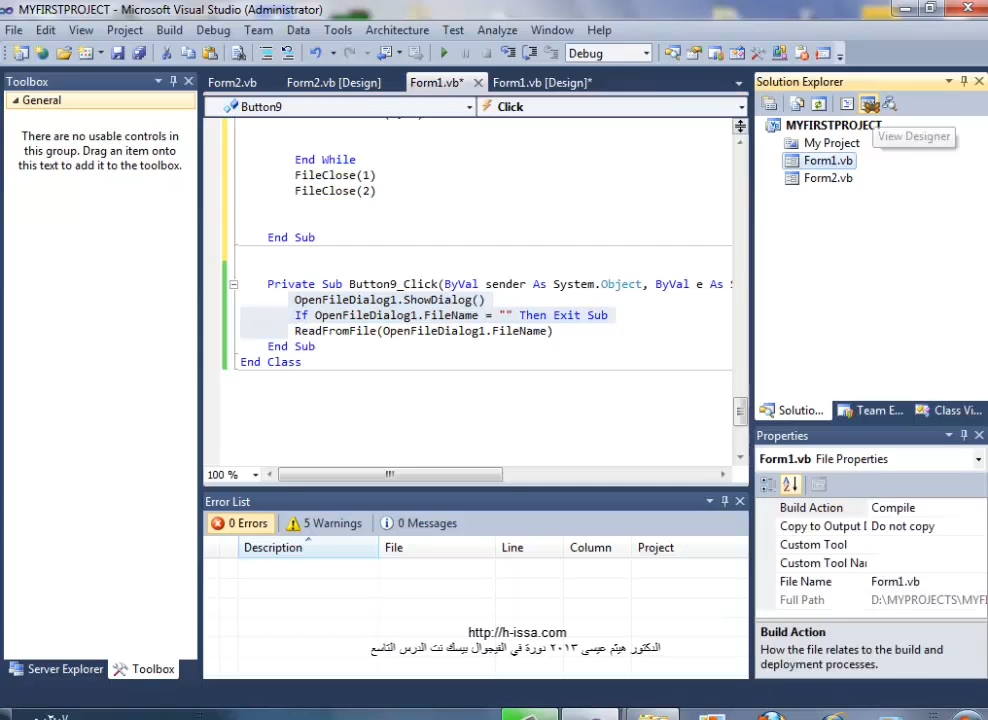 MYFIRSTPROJECT - Microsoft Visual Studio (Administrator)
File Edit View Project Build Debug Team Data Tools Architecture Test Analyze Window Help
Debug
Toolbox
General
There are no usable controls in
this group. Drag an item onto
this text to add it to the toolbox.
Server Explorer Toolbox
Form2.vb Form2.vb [Design] Form1.vb* Form1.vb [Design]*
Button9 Click
End While
FileClose(1)
FileClose(2)
End Sub
Private Sub Button9_Click(ByVal sender As System.Object, ByVal e As
OpenFileDialog1.ShowDialog()
If OpenFileDialog1.FileName = "" Then Exit Sub
ReadFromFile(OpenFileDialog1.FileName)
End Sub
End Class
100 %
Error List
0 Errors 5 Warnings 0 Messages
Description File Line Column Project
http://h-issa.com
الدكتور هيثم عيسى ٢٠١٣ دورة في الفيجوال بيسك نت الدرس التاسع
Solution Explorer
MYFIRSTPROJECT
View Designer
My Project
Form1.vb
Form2.vb
Solutio... Team E... Class Vi...
Properties
Form1.vb File Properties
Build Action Compile
Copy to Output D Do not copy
Custom Tool
Custom Tool Nar
File Name Form1.vb
Full Path D:\MYPROJECTS\MYFI
Build Action
How the file relates to the build and
deployment processes.